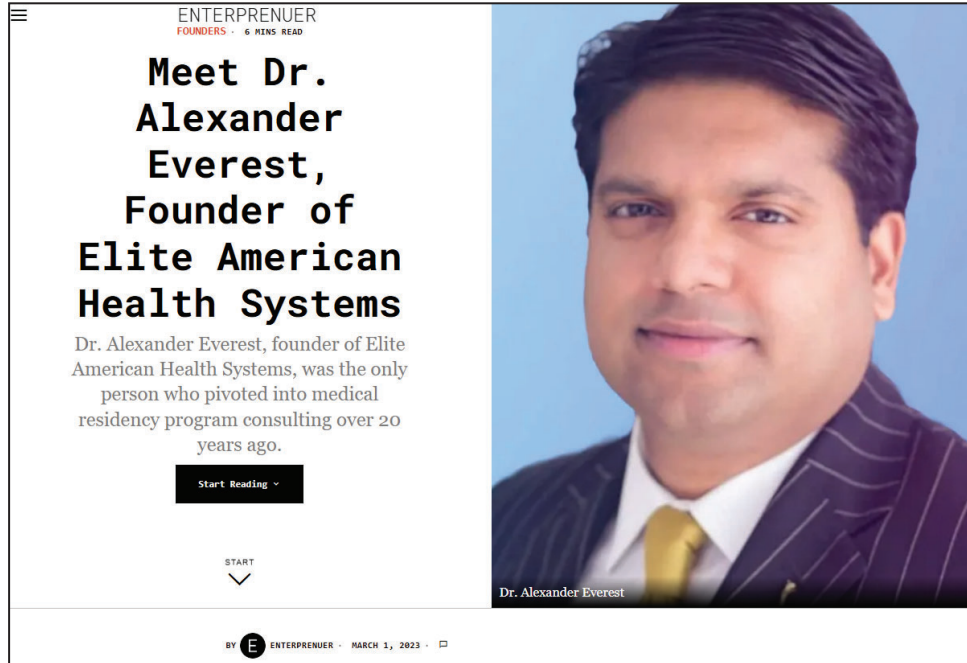 ENTERPRENUER
FOUNDERS · 6 MINS READ
Meet Dr.
Alexander
Everest,
Founder of
Elite American
Health Systems
Dr. Alexander Everest, founder of Elite
American Health Systems, was the only
person who pivoted into medical
residency program consulting over 20
years ago.
Start Reading
START
Dr. Alexander Everest
BY E ENTERPRENUER · MARCH 1, 2023 ·